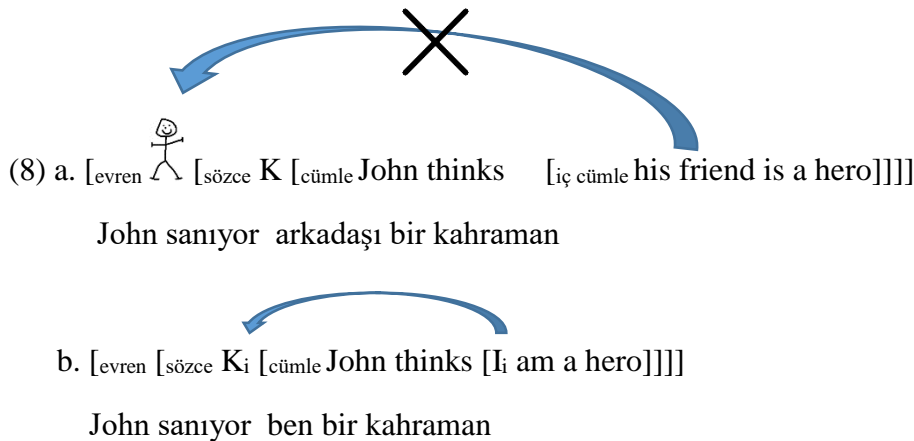 (8) a. [evren [sözce K [cümle John thinks [iç cümle his friend is a hero]]]]
John sanıyor arkadaşı bir kahraman
b. [evren [sözce Ki [cümle John thinks [Ii am a hero]]]]
John sanıyor ben bir kahraman